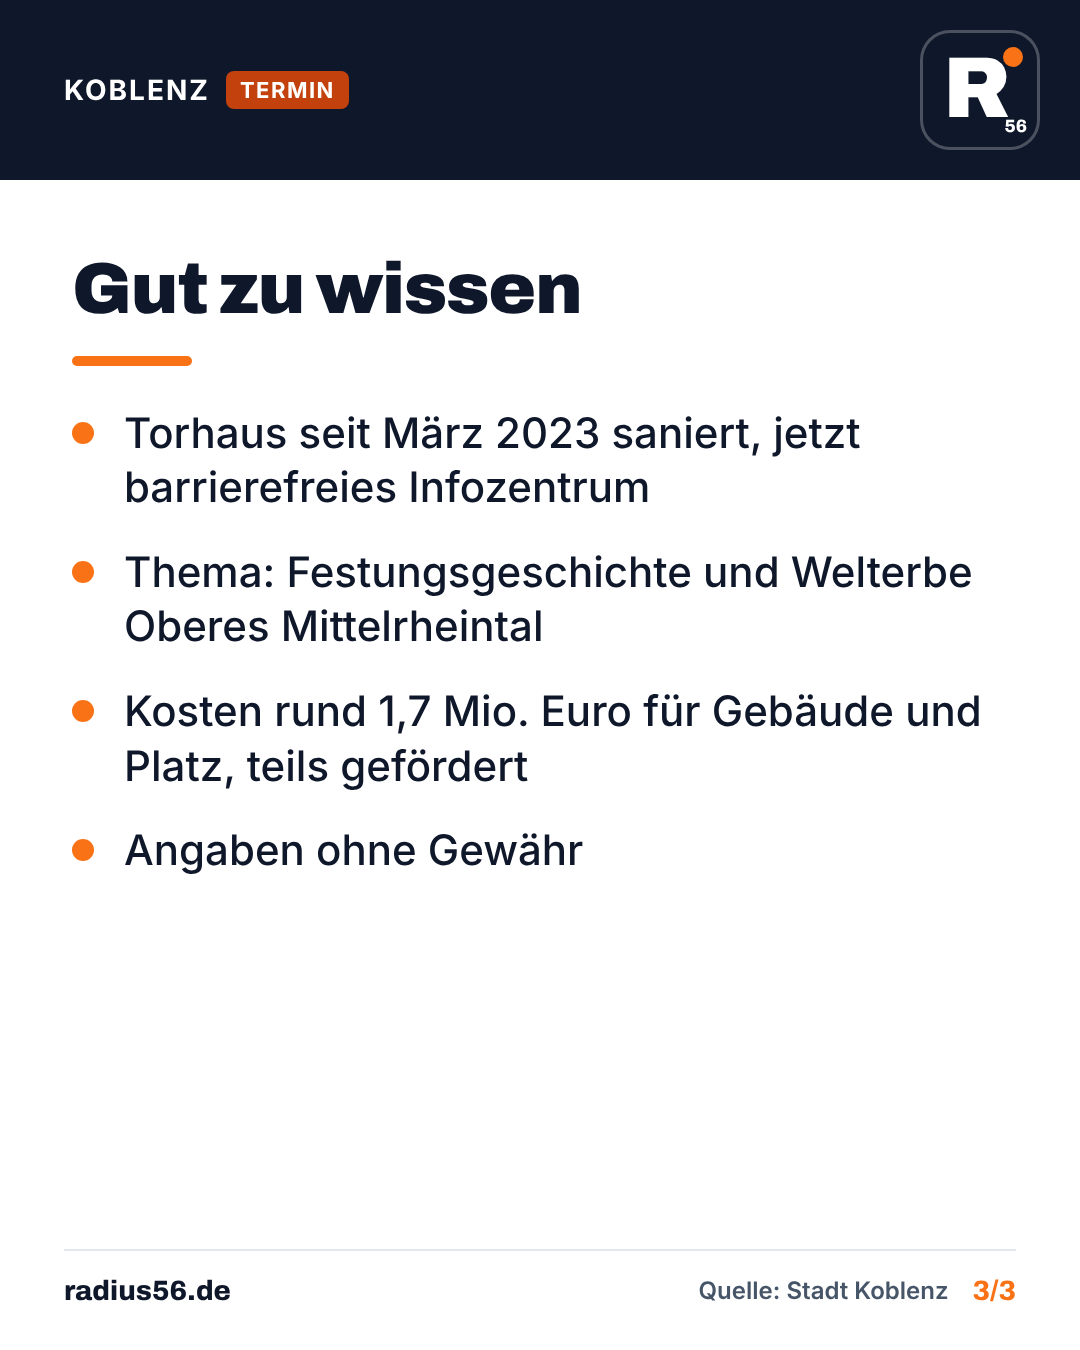 KOBLENZ TERMIN
R
56
Gut zu wissen
Torhaus seit März 2023 saniert, jetzt
barrierefreies Infozentrum
Thema: Festungsgeschichte und Welterbe
Oberes Mittelrheintal
Kosten rund 1,7 Mio. Euro für Gebäude und
Platz, teils gefördert
Angaben ohne Gewähr
radius56.de Quelle: Stadt Koblenz 3/3